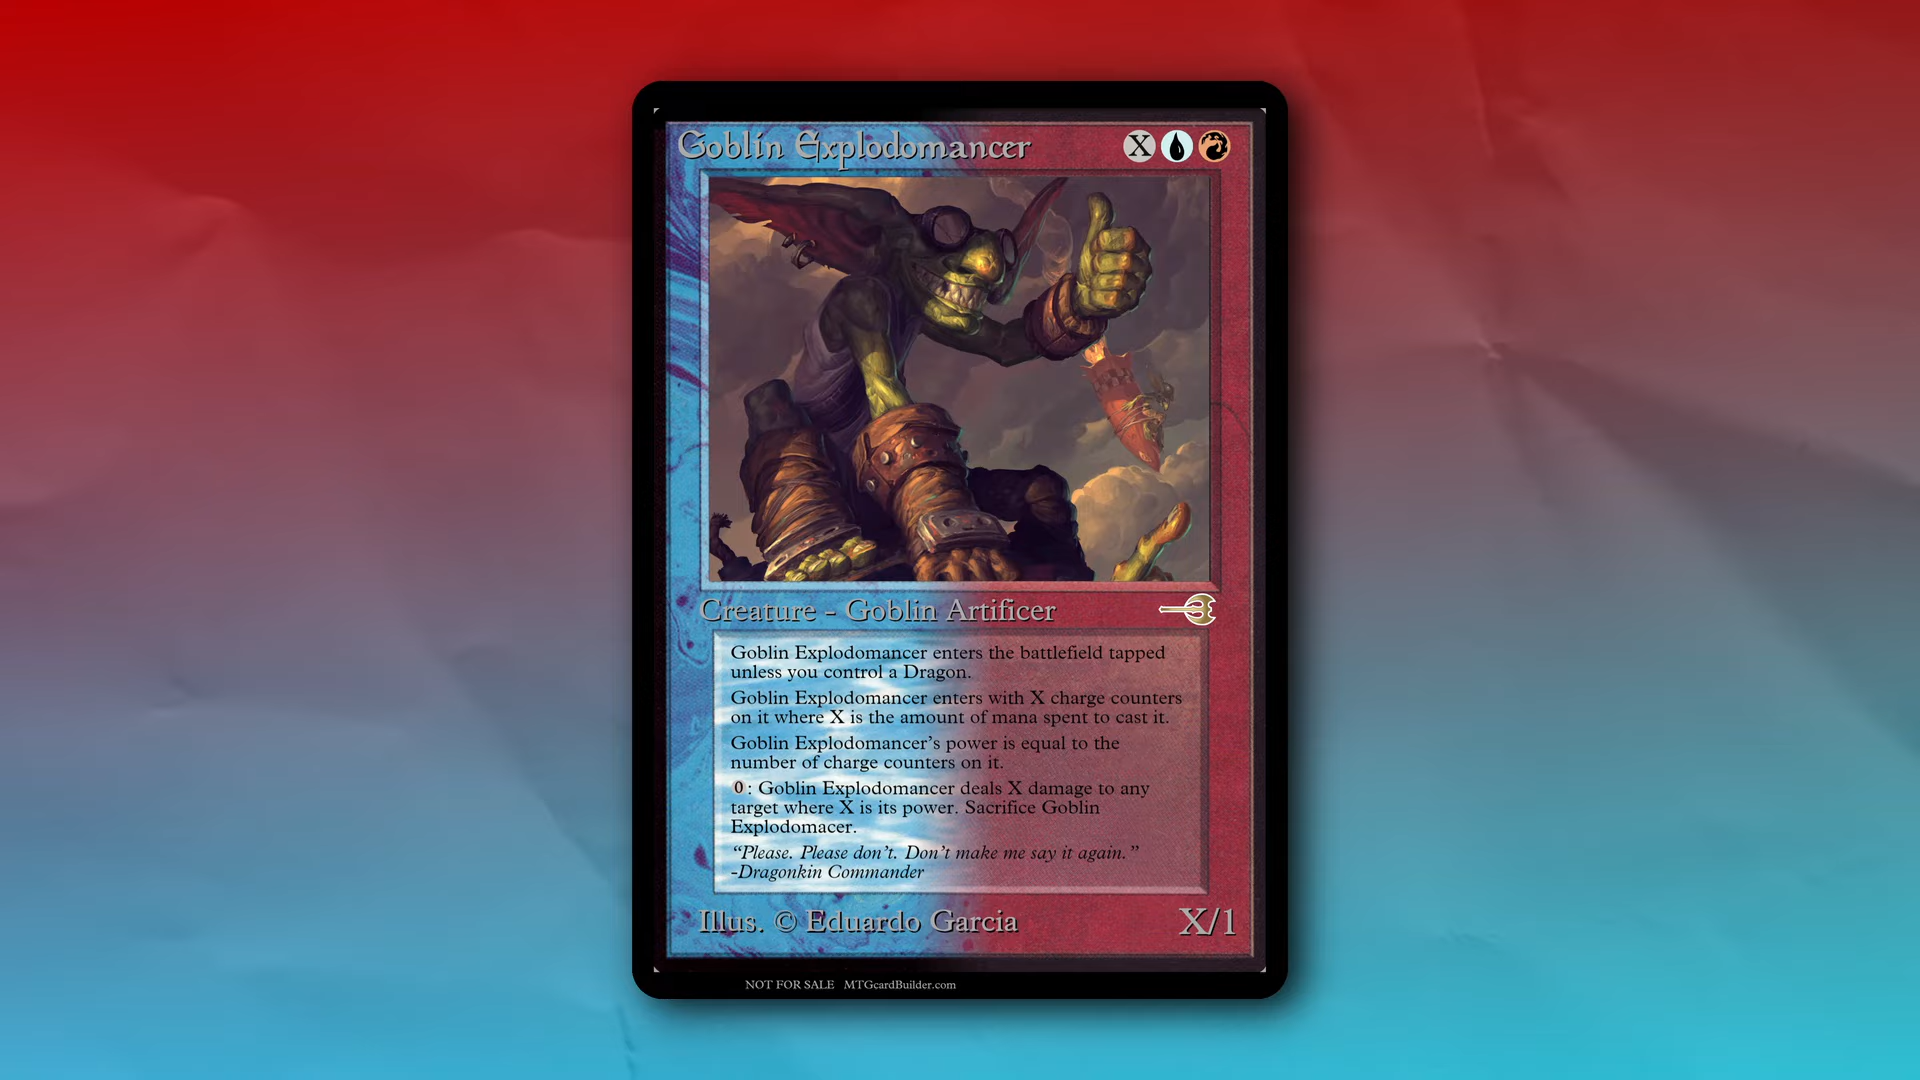 Goblin Explodomancer X
Creature - Goblin Artificer
Goblin Explodomancer enters the battlefield tapped
unless you control a Dragon.
Goblin Explodomancer enters with X charge counters
on it where X is the amount of mana spent to cast it.
Goblin Explodomancer's power is equal to the
number of charge counters on it.
0: Goblin Explodomancer deals X damage to any
target where X is its power. Sacrifice Goblin
Explodomacer.
“Please. Please don't. Don't make me say it again.”
-Dragonkin Commander
Illus. © Eduardo Garcia X/1
NOT FOR SALE MTGcardBuilder.com